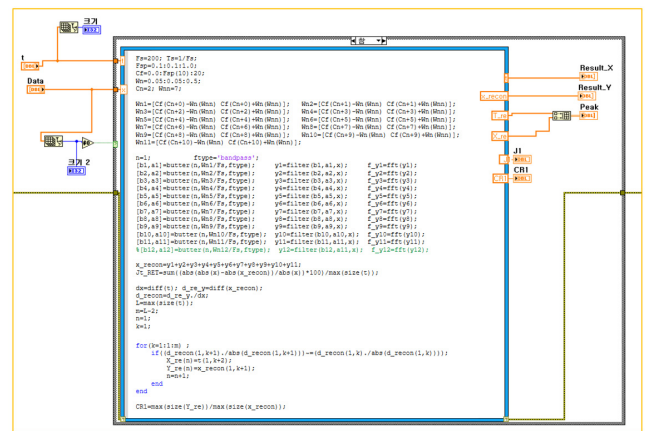 크기
t
Data
크기 2
참
Fs=200; Ts=1/Fs;
Fsp=0.1:0.1:1.0;
Cf=0.0:Fsp(10):20;
Wn=0.05:0.05:0.5;
Cn=2; Wnn=7;
Wn1=[Cf(Cn+0)-Wn(Wnn) Cf(Cn+0)+Wn(Wnn)]; Wn2=[Cf(Cn+1)-Wn(Wnn) Cf(Cn+1)+Wn(Wnn)];
Wn3=[Cf(Cn+2)-Wn(Wnn) Cf(Cn+2)+Wn(Wnn)]; Wn4=[Cf(Cn+3)-Wn(Wnn) Cf(Cn+3)+Wn(Wnn)];
Wn5=[Cf(Cn+4)-Wn(Wnn) Cf(Cn+4)+Wn(Wnn)]; Wn6=[Cf(Cn+5)-Wn(Wnn) Cf(Cn+5)+Wn(Wnn)];
Wn7=[Cf(Cn+6)-Wn(Wnn) Cf(Cn+6)+Wn(Wnn)]; Wn8=[Cf(Cn+7)-Wn(Wnn) Cf(Cn+7)+Wn(Wnn)];
Wn9=[Cf(Cn+8)-Wn(Wnn) Cf(Cn+8)+Wn(Wnn)]; Wn10=[Cf(Cn+9)-Wn(Wnn) Cf(Cn+9)+Wn(Wnn)];
Wn11=[Cf(Cn+10)-Wn(Wnn) Cf(Cn+10)+Wn(Wnn)];
n=1; ftype='bandpass';
[b1,a1]=butter(n,Wn1/Fs,ftype); y1=filter(b1,a1,x); f_y1=fft(y1);
[b2,a2]=butter(n,Wn2/Fs,ftype); y2=filter(b2,a2,x); f_y2=fft(y2);
[b3,a3]=butter(n,Wn3/Fs,ftype); y3=filter(b3,a3,x); f_y3=fft(y3);
[b4,a4]=butter(n,Wn4/Fs,ftype); y4=filter(b4,a4,x); f_y4=fft(y4);
[b5,a5]=butter(n,Wn5/Fs,ftype); y5=filter(b5,a5,x); f_y5=fft(y5);
[b6,a6]=butter(n,Wn6/Fs,ftype); y6=filter(b6,a6,x); f_y6=fft(y6);
[b7,a7]=butter(n,Wn7/Fs,ftype); y7=filter(b7,a7,x); f_y7=fft(y7);
[b8,a8]=butter(n,Wn8/Fs,ftype); y8=filter(b8,a8,x); f_y8=fft(y8);
[b9,a9]=butter(n,Wn9/Fs,ftype); y9=filter(b9,a9,x); f_y9=fft(y9);
[b10,a10]=butter(n,Wn10/Fs,ftype); y10=filter(b10,a10,x); f_y10=fft(y10);
[b11,a11]=butter(n,Wn11/Fs,ftype); y11=filter(b11,a11,x); f_y11=fft(y11);
%[b12,a12]=butter(n,Wn12/Fs,ftype); y12=filter(b12,a11,x); f_y12=fft(y12);
x_recon=y1+y2+y3+y4+y5+y6+y7+y8+y9+y10+y11;
Jt_RET=sum((abs(abs(x)-abs(x_recon))/abs(x))*100)/max(size(t));
dx=diff(t); d_re_y=diff(x_recon);
d_recon=d_re_y./dx;
L=max(size(t));
m=L-2;
n=1;
k=1;
for(k=1:1:m) ;
if((d_recon(1,k+1)./abs(d_recon(1,k+1)))~=(d_recon(1,k)./abs(d_recon(1,k))));
X_re(n)=t(1,k+2);
Y_re(n)=x_recon(1,k+1);
n=n+1;
end
end
CR1=max(size(Y_re))/max(size(x_recon));
x_recon
CR1
Result_X
Result_Y
Peak
J1
CR1